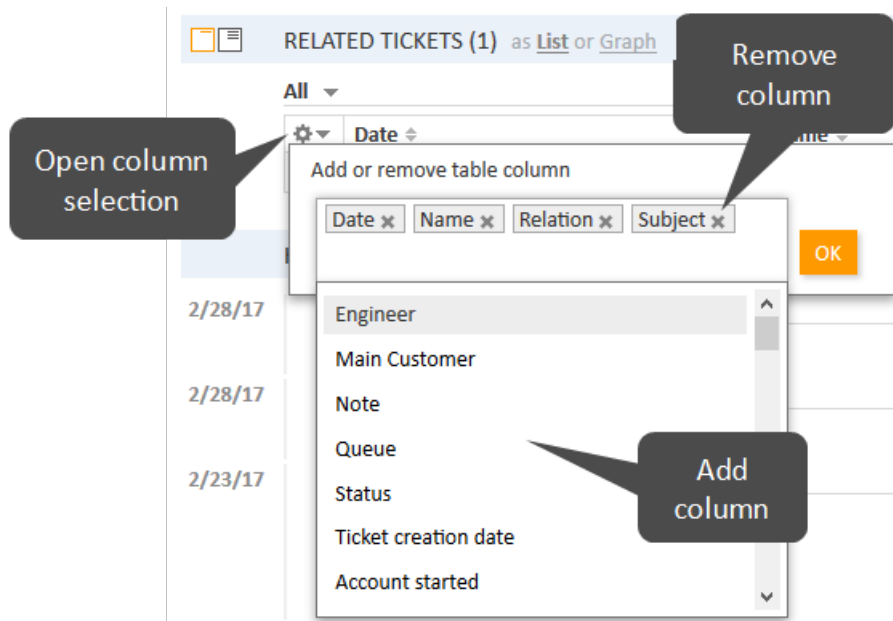 RELATED TICKETS (1) as List or Graph
Remove
column
All
Open column
selection
Date
Add or remove table column
Date Name Relation Subject
OK
2/28/17
Engineer
Main Customer
2/28/17
Note
Queue
2/23/17
Status
Add
column
Ticket creation date
Account started